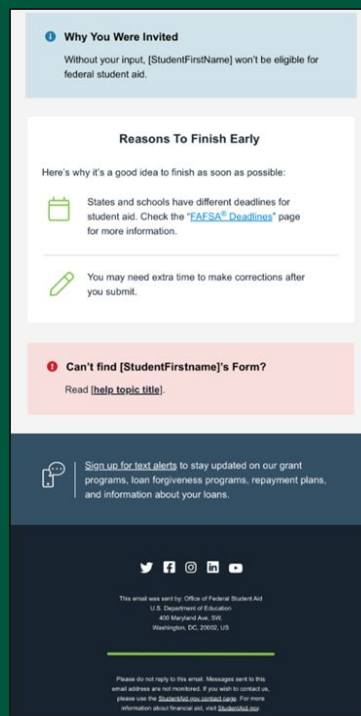 Why You Were Invited
Without your input, [StudentFirstName] won't be eligible for
federal student aid.
Reasons To Finish Early
Here's why it's a good idea to finish as soon as possible:
States and schools have different deadlines for
student aid. Check the "FAFSA® Deadlines" page
for more information.
You may need extra time to make corrections after
you submit.
Can't find [StudentFirstname]'s Form?
Read [help topic title].
Sign up for text alerts to stay updated on our grant
programs, loan forgiveness programs, repayment plans,
and information about your loans.
This email was sent by: Office of Federal Student Aid
U.S. Department of Education
400 Maryland Ave, SW,
Washington, DC, 20002, US
Please do not reply to this email. Messages sent to this
email address are not monitored. If you wish to contact us,
please use the StudentAid.gov contact page. For more
information about financial aid, visit StudentAid.gov.